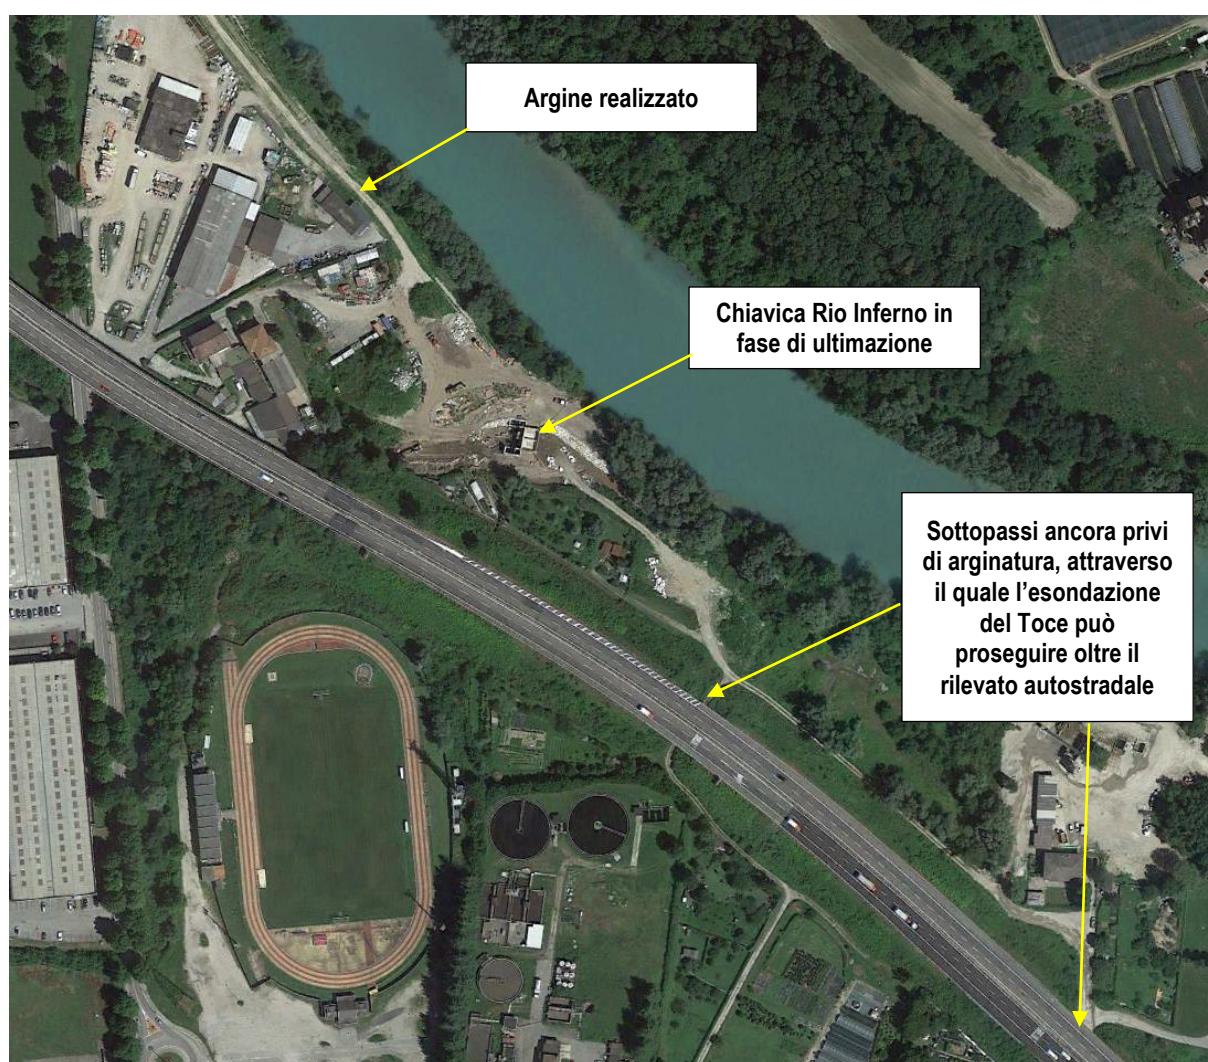 Argine realizzato
Chiavica Rio Inferno in
fase di ultimazione
Sottopassi ancora privi
di arginatura, attraverso
il quale l'esondazione
del Toce può
proseguire oltre il
rilevato autostradale